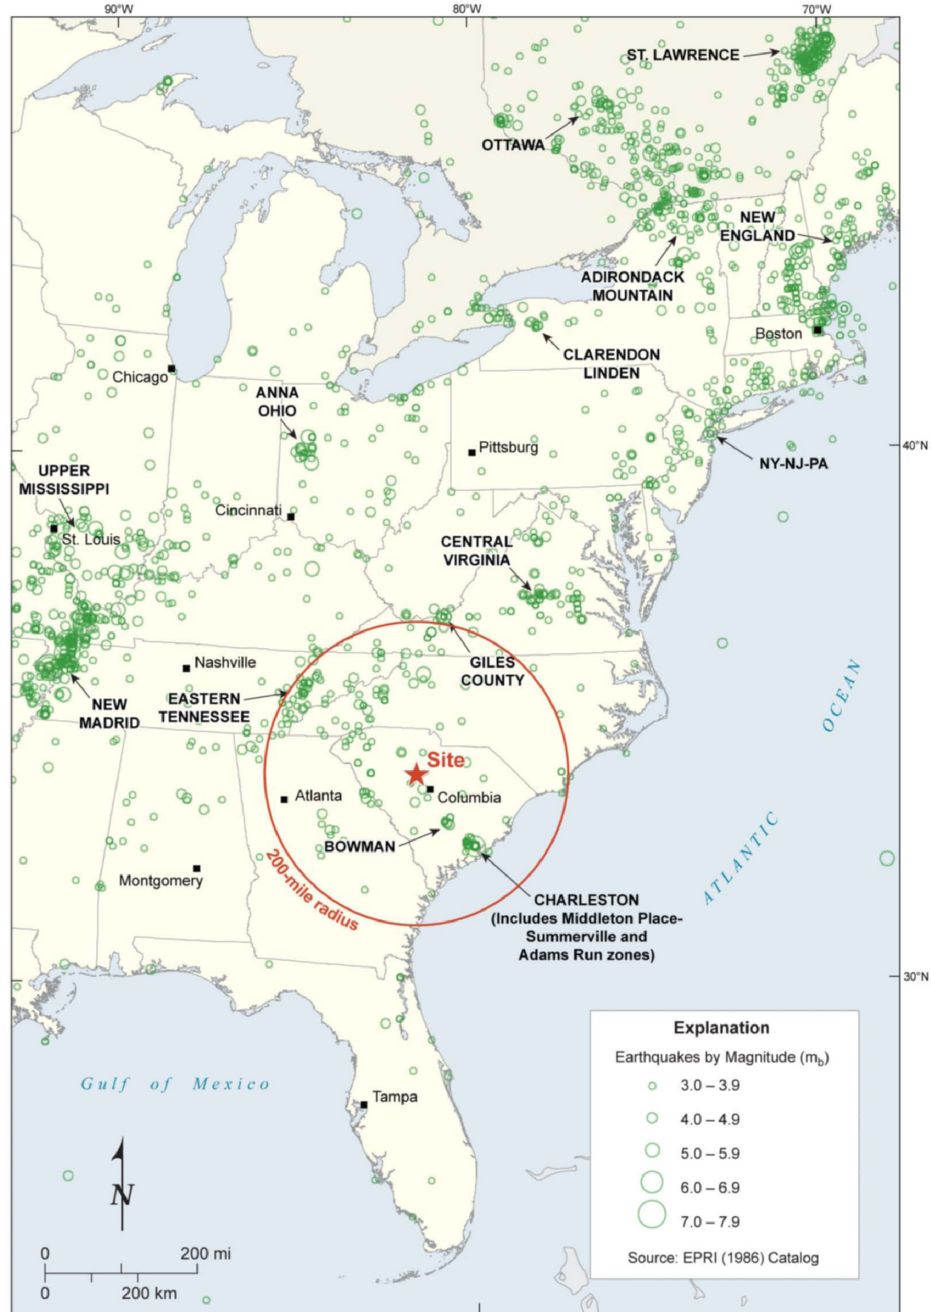 90°W
80°W
70°W
ST. LAWRENCE
OTTAWA
NEW
ENGLAND
ADIRONDACK
MOUNTAIN
Boston
CLARENDON
LINDEN
Chicago
ANNA
OHIO
Pittsburg
40°N
NY-NJ-PA
UPPER
MISSISSIPPI
Cincinnati
St. Louis
CENTRAL
VIRGINIA
Nashville
GILES
COUNTY
EASTERN
TENNESSEE
NEW
MADRID
OCEAN
Site
Atlanta
Columbia
BOWMAN
ATLANTIC
Montgomery
200-mile radius
CHARLESTON
(Includes Middleton Place-
Summerville and
Adams Run zones)
30°N
Gulf of Mexico
Tampa
N
0 200 mi
0 200 km
Explanation
Earthquakes by Magnitude (mb)
3.0 – 3.9
4.0 – 4.9
5.0 – 5.9
6.0 – 6.9
7.0 – 7.9
Source: EPRI (1986) Catalog